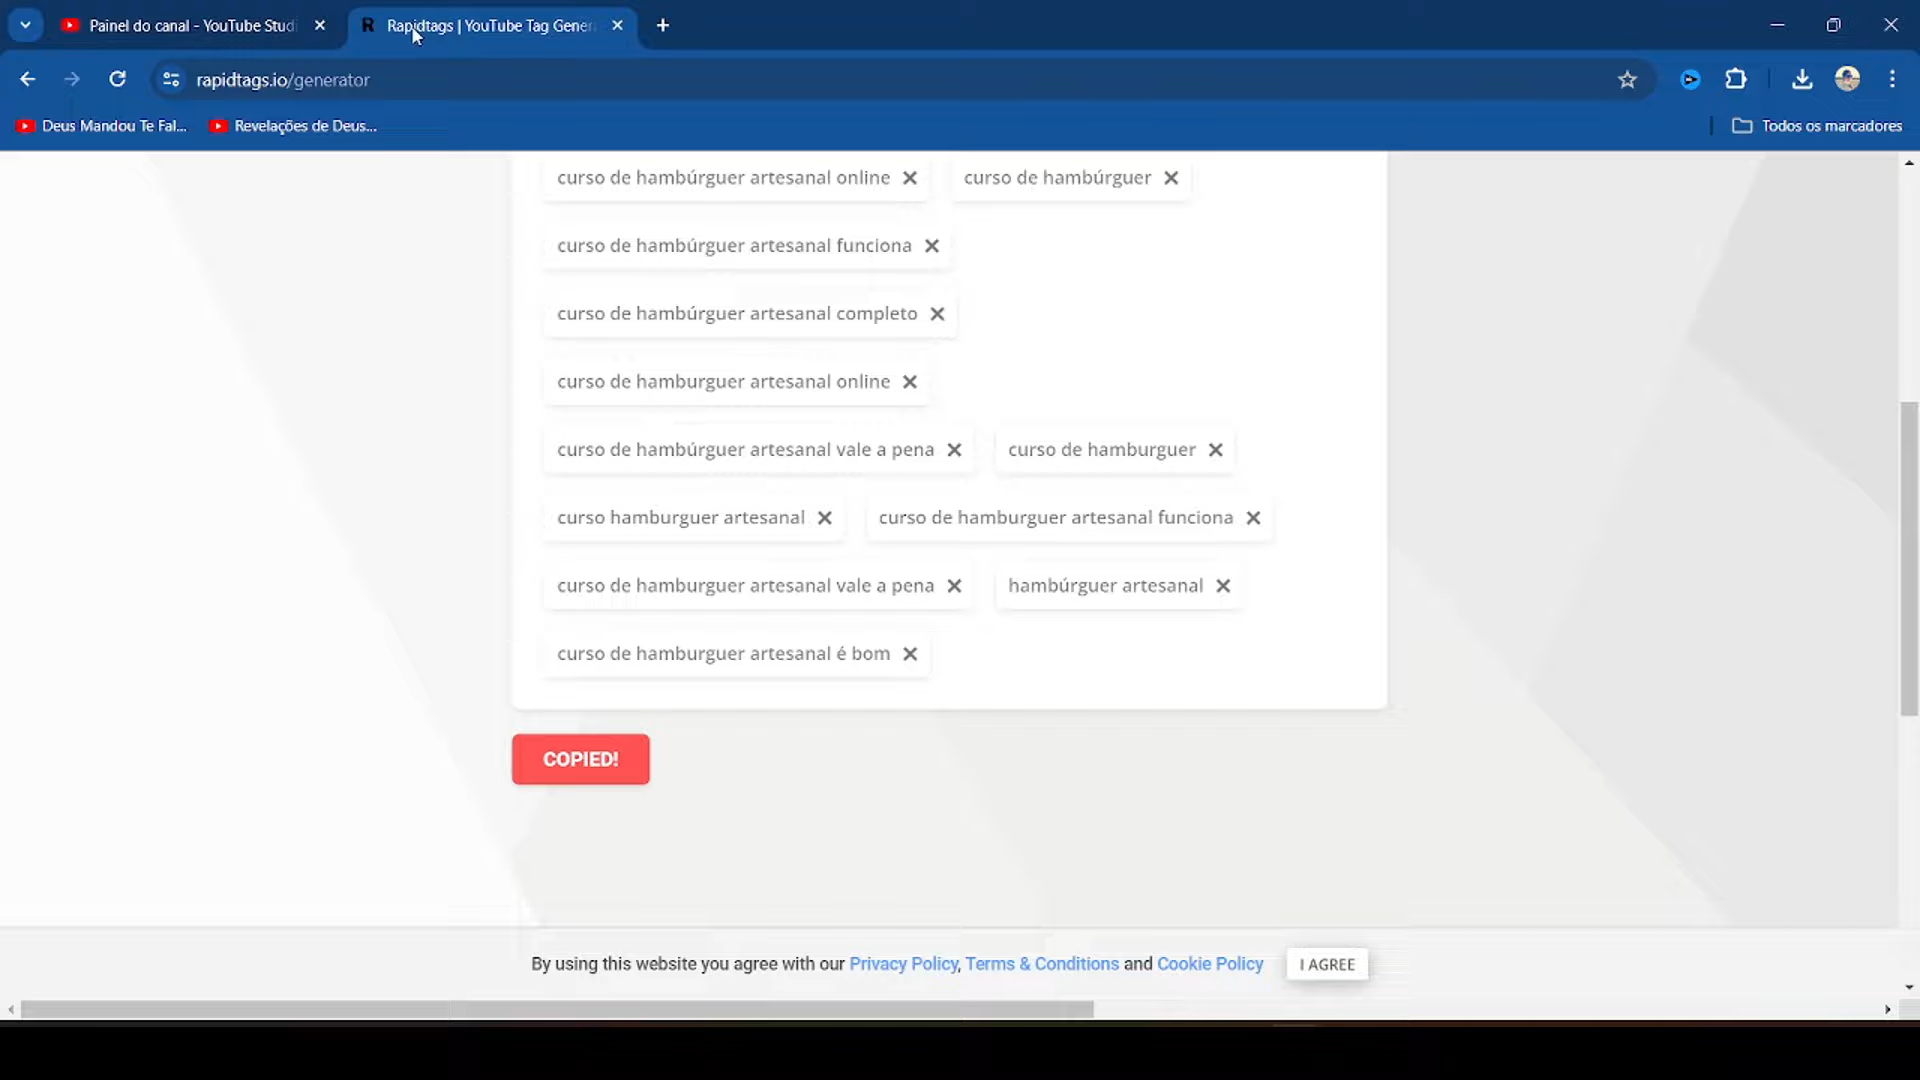 Painel do canal - YouTube Studi
Rapidtags | YouTube Tag Gener
rapidtags.io/generator
Deus Mandou Te Fal...
Revelações de Deus...
Todos os marcadores
curso de hambúrguer artesanal online
curso de hambúrguer
curso de hambúrguer artesanal funciona
curso de hambúrguer artesanal completo
curso de hamburguer artesanal online
curso de hambúrguer artesanal vale a pena
curso de hamburguer
curso hamburguer artesanal
curso de hamburguer artesanal funciona
curso de hamburguer artesanal vale a pena
hambúrguer artesanal
curso de hamburguer artesanal é bom
COPIED!
By using this website you agree with our Privacy Policy, Terms & Conditions and Cookie Policy
I AGREE